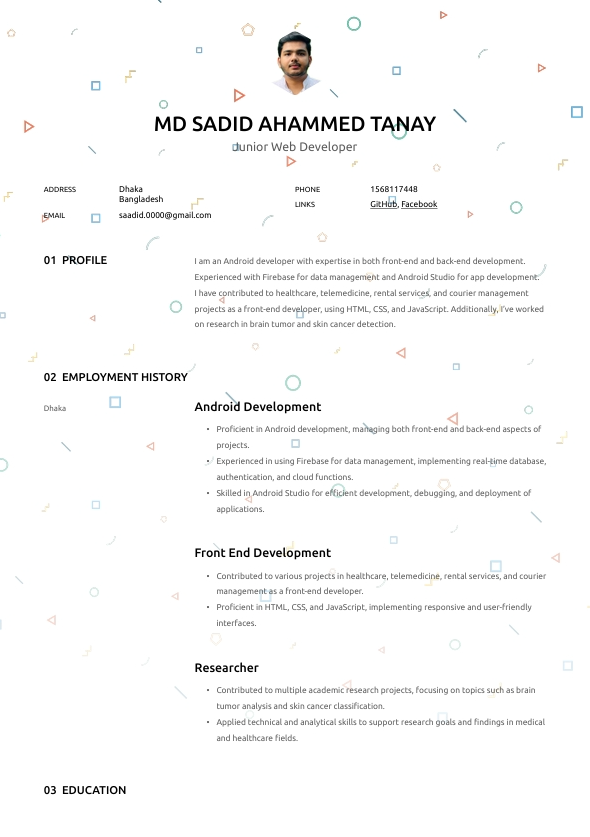 MD SADID AHAMMED TANAY
Junior Web Developer
ADDRESS Dhaka PHONE 1568117448
Bangladesh
LINKS GitHub, Facebook
EMAIL saadid.0000@gmail.com
01 PROFILE
I am an Android developer with expertise in both front-end and back-end development.
Experienced with Firebase for data management and Android Studio for app development.
I have contributed to healthcare, telemedicine, rental services, and courier management
projects as a front-end developer, using HTML, CSS, and JavaScript. Additionally, I've worked
on research in brain tumor and skin cancer detection.
02 EMPLOYMENT HISTORY
Dhaka
Android Development
• Proficient in Android development, managing both front-end and back-end aspects of
projects.
• Experienced in using Firebase for data management, implementing real-time database,
authentication, and cloud functions.
• Skilled in Android Studio for efficient development, debugging, and deployment of
applications.
Front End Development
• Contributed to various projects in healthcare, telemedicine, rental services, and courier
management as a front-end developer.
• Proficient in HTML, CSS, and JavaScript, implementing responsive and user-friendly
interfaces.
Researcher
• Contributed to multiple academic research projects, focusing on topics such as brain
tumor analysis and skin cancer classification.
• Applied technical and analytical skills to support research goals and findings in medical
and healthcare fields.
03 EDUCATION